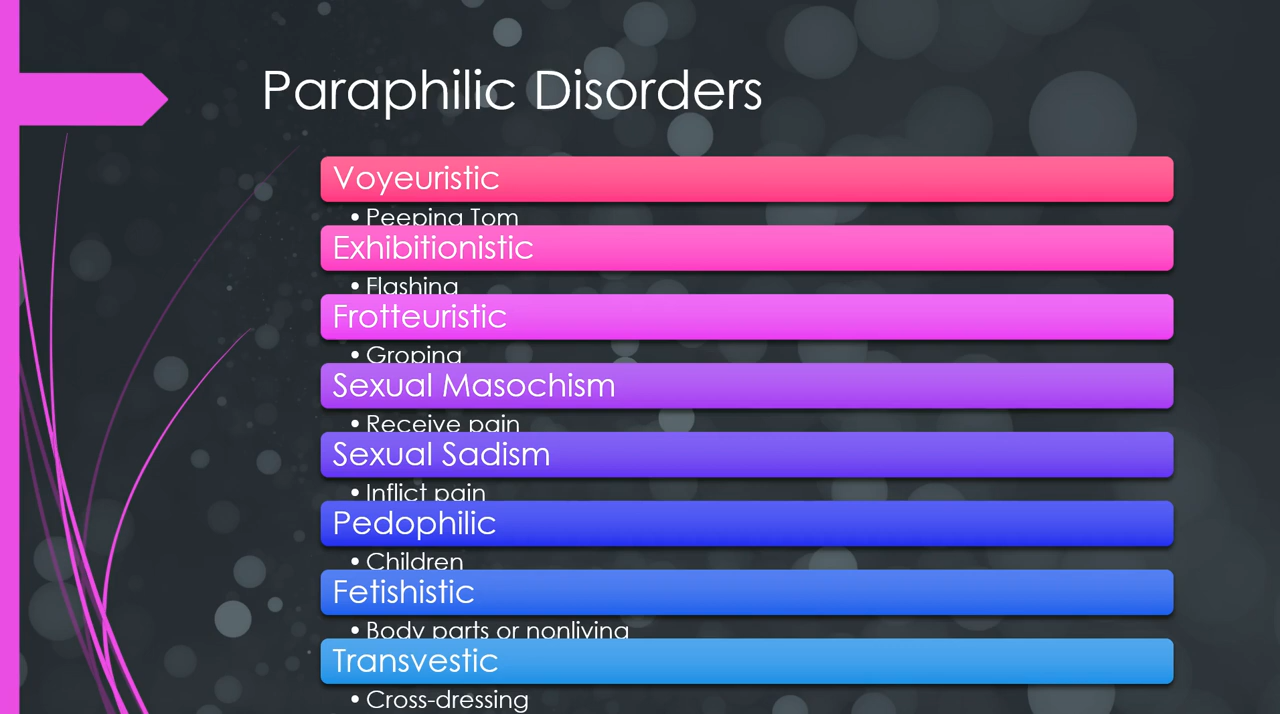 Paraphilic Disorders
Voyeuristic
• Peeping Tom
Exhibitionistic
• Flashing
Frotteuristic
• Groping
Sexual Masochism
• Receive pain
Sexual Sadism
• Inflict pain
Pedophilic
• Children
Fetishistic
• Body parts or nonliving
Transvestic
• Cross-dressing